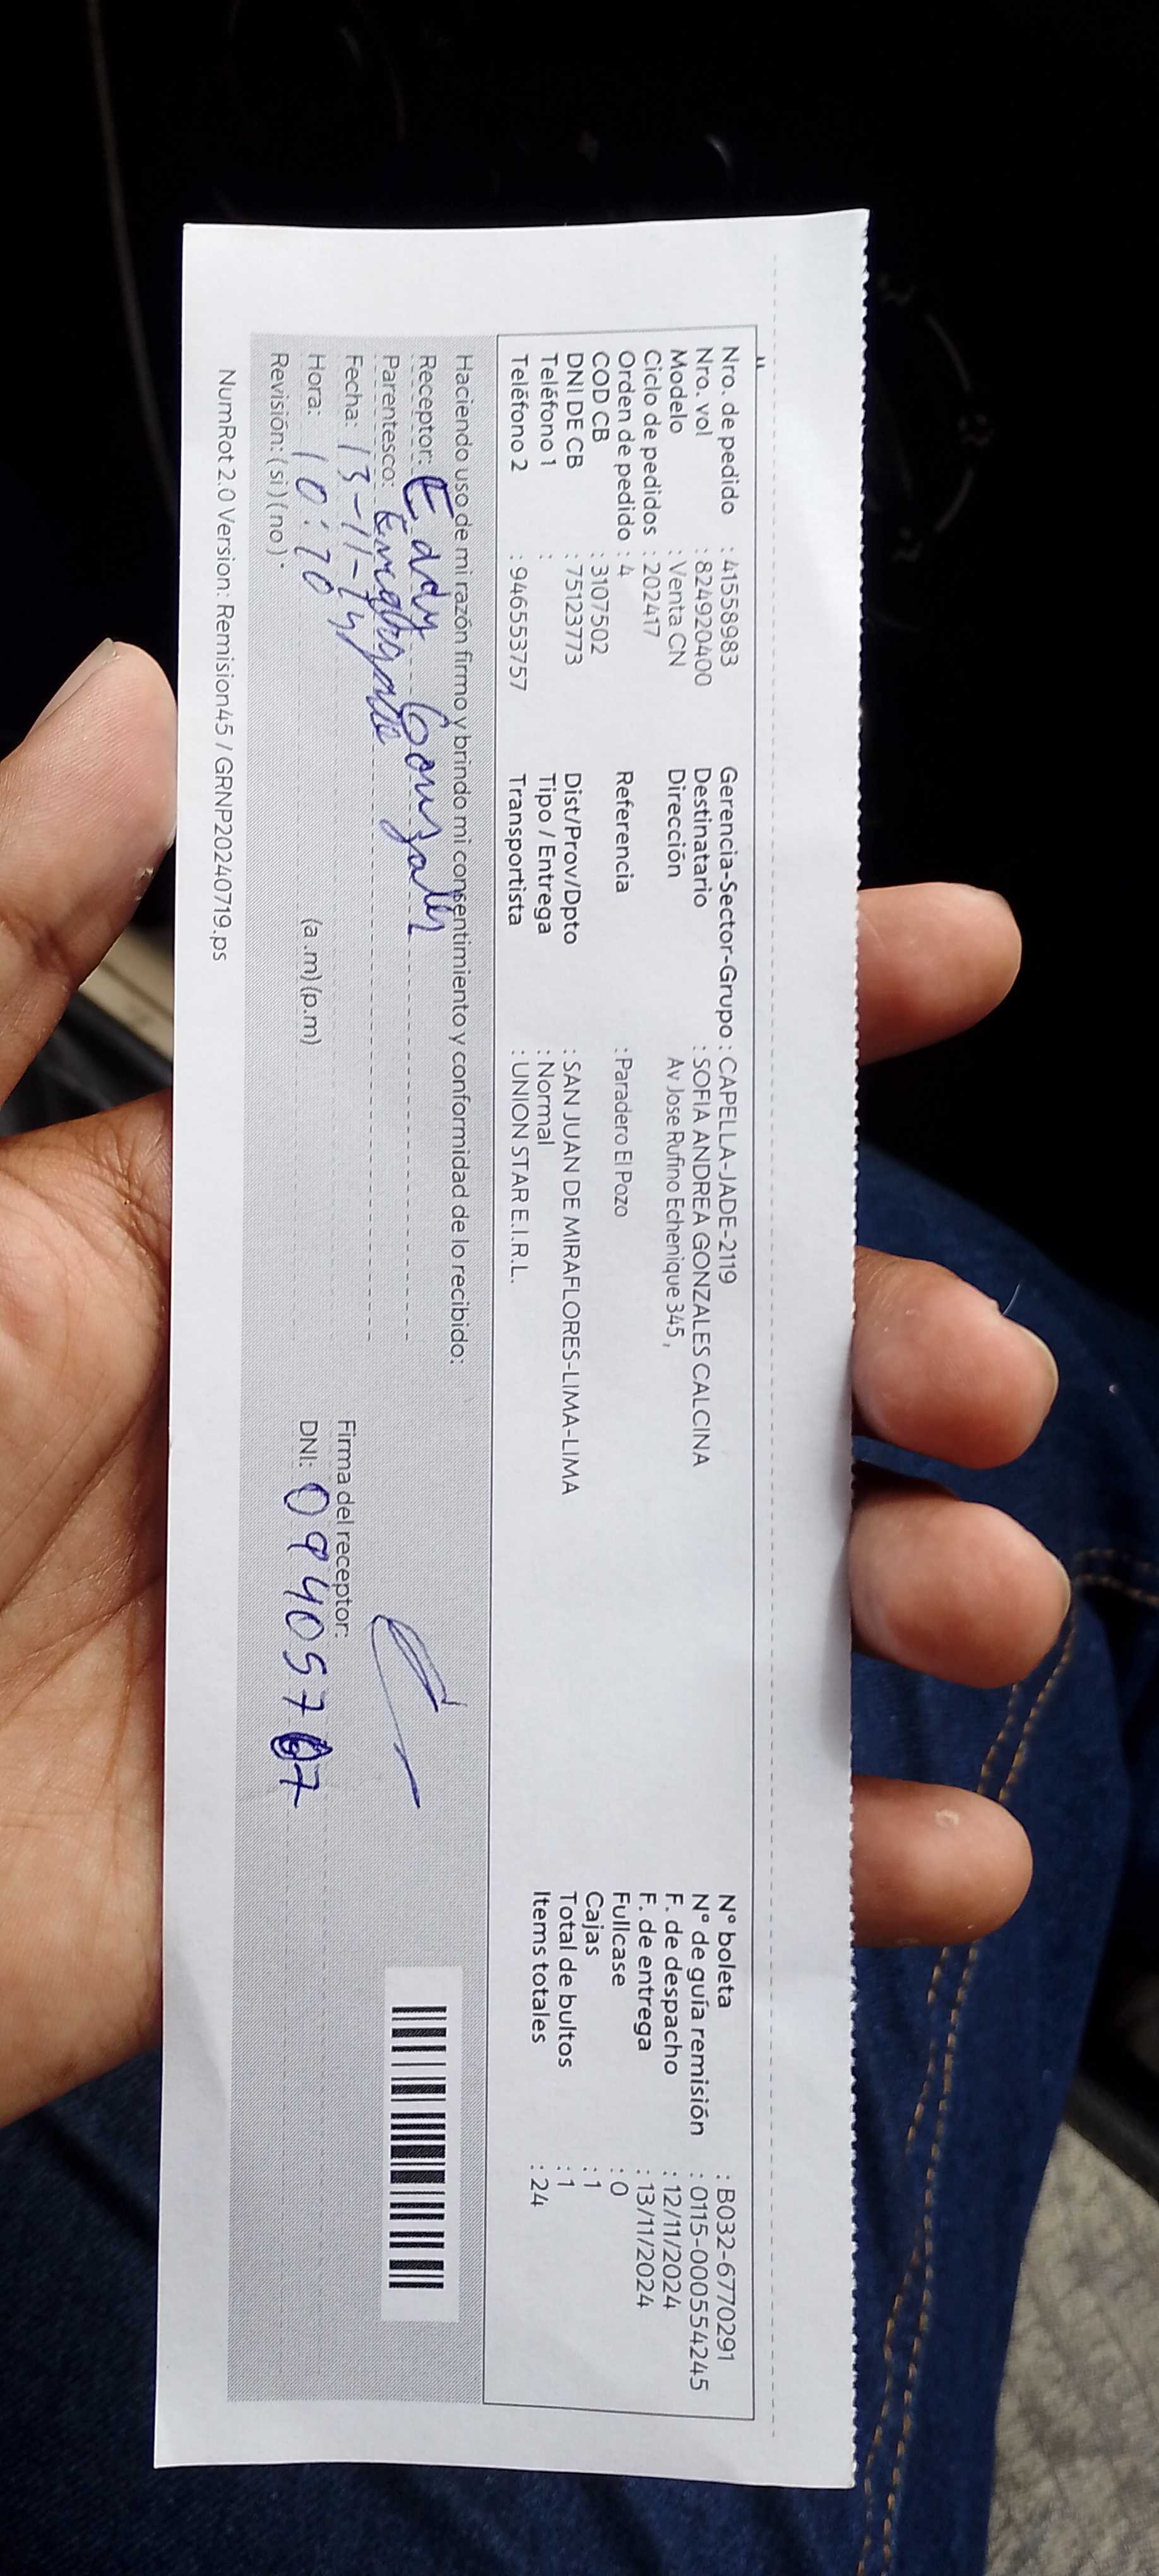 Nro. de pedido : 41558983
Nro. vol : 824920400
Modelo : Venta CN
Ciclo de pedidos : 202417
Orden de pedido : 4
COD CB : 3107502
DNI DE CB : 75123773
Teléfono 1 :
Teléfono 2 : 946553757
Gerencia-Sector-Grupo : CAPELLA-JADE-2119
Destinatario : SOFIA ANDREA GONZALES CALCINA
Dirección Av Jose Rufino Echenique 345 ,
Referencia : Paradero El Pozo
Dist/Prov/Dpto : SAN JUAN DE MIRAFLORES-LIMA-LIMA
Tipo / Entrega : Normal
Transportista : UNION STAR E.I.R.L.
N° boleta : B032-6770291
N° de guía remisión : 0115-000554245
F. de despacho : 12/11/2024
F. de entrega : 13/11/2024
Fullcase : 0
Cajas : 1
Total de bultos : 1
Items totales : 24
Haciendo uso de mi razón firmo y brindo mi consentimiento y conformidad de lo recibido:
Receptor: Eddy Gonzales
Parentesco:
Fecha: 13-11-
Hora: 10: (a.m) (p.m)
Revisión: ( si ) ( no )
Firma del receptor:
DNI: 094057
NumRot 2.0 Version: Remision45 / GRNP20240719.ps